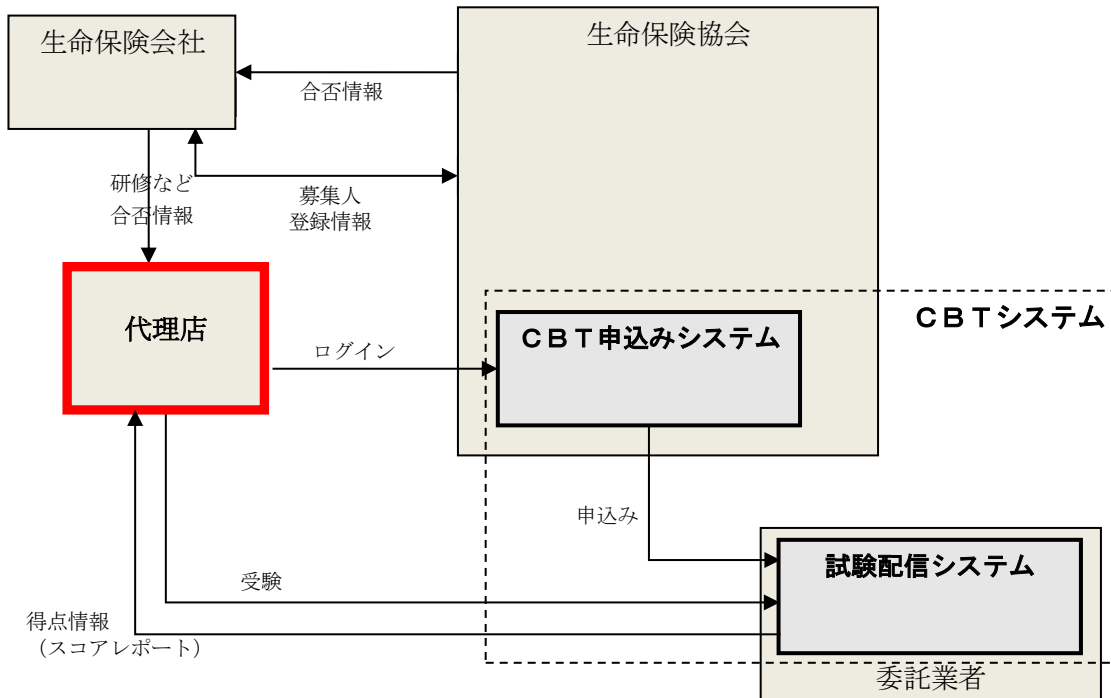 生命保険会社
生命保険協会
合否情報
研修など
合否情報
募集人
登録情報
代理店
ログイン
ＣＢＴ申込みシステム
ＣＢＴシステム
申込み
試験配信システム
受験
得点情報
（スコアレポート）
委託業者